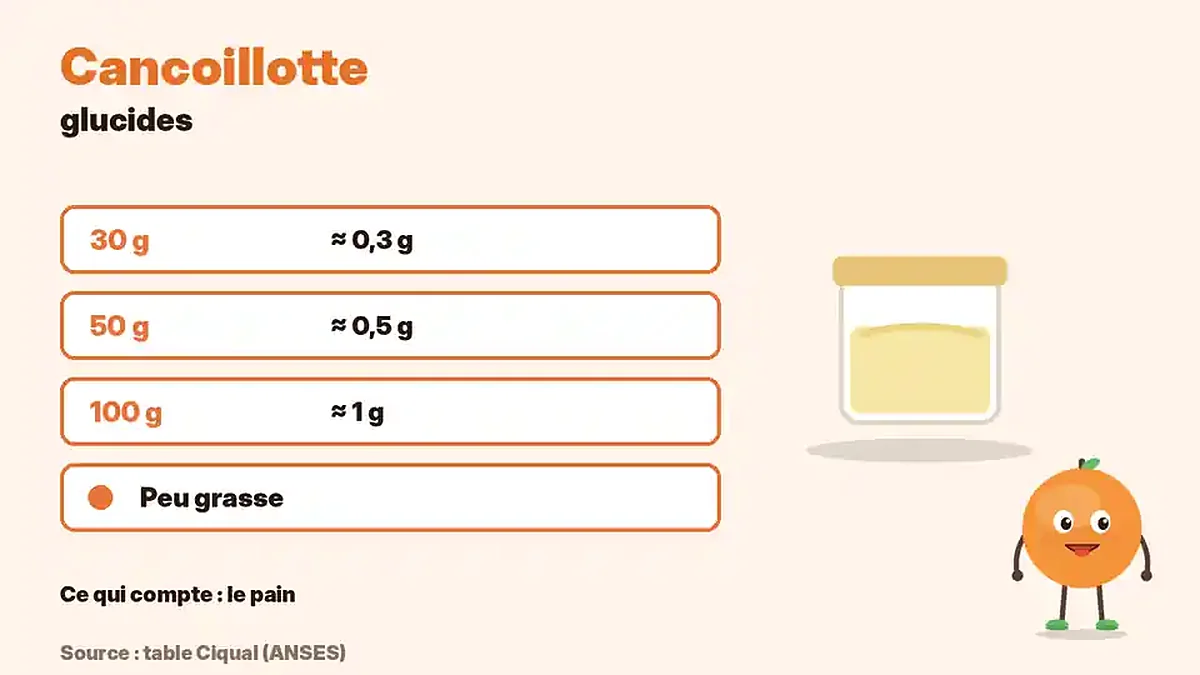 Cancoillotte
glucides
30 g ≈ 0,3 g
50 g ≈ 0,5 g
100 g ≈ 1 g
Peu grasse
Ce qui compte : le pain
Source : table Ciqual (ANSES)